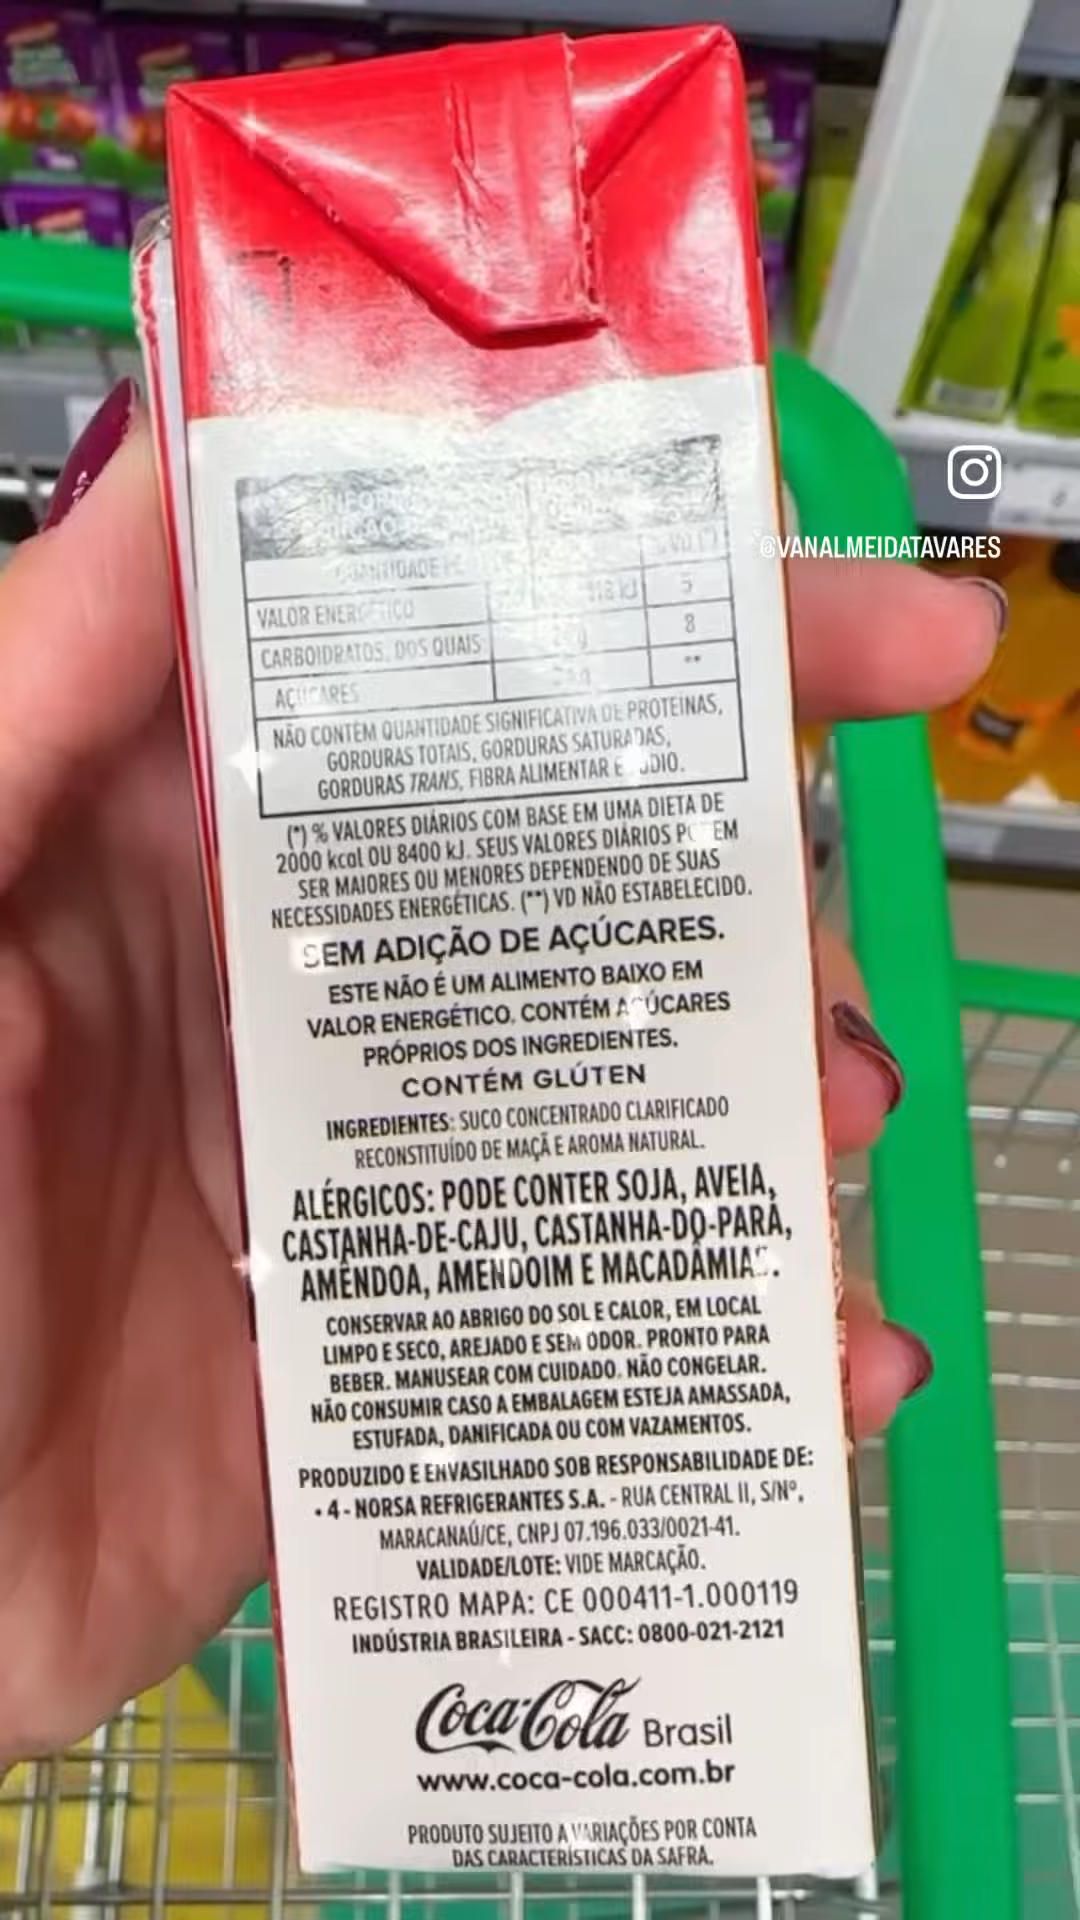 @VANALMEIDATAVARES
VALOR ENERGÉTICO
5
CARBOIDRATOS, DOS QUAIS
8
AÇÚCARES
**
NÃO CONTÉM QUANTIDADE SIGNIFICATIVA DE PROTEÍNAS,
GORDURAS TOTAIS, GORDURAS SATURADAS,
GORDURAS TRANS, FIBRA ALIMENTAR E SÓDIO.
(*) % VALORES DIÁRIOS COM BASE EM UMA DIETA DE
2000 kcal OU 8400 kJ. SEUS VALORES DIÁRIOS PODEM
SER MAIORES OU MENORES DEPENDENDO DE SUAS
NECESSIDADES ENERGÉTICAS. (**) VD NÃO ESTABELECIDO.
SEM ADIÇÃO DE AÇÚCARES.
ESTE NÃO É UM ALIMENTO BAIXO EM
VALOR ENERGÉTICO. CONTÉM AÇÚCARES
PRÓPRIOS DOS INGREDIENTES.
CONTÉM GLÚTEN
INGREDIENTES: SUCO CONCENTRADO CLARIFICADO
RECONSTITUÍDO DE MAÇÃ E AROMA NATURAL.
ALÉRGICOS: PODE CONTER SOJA, AVEIA,
CASTANHA-DE-CAJU, CASTANHA-DO-PARÁ,
AMÊNDOA, AMENDOIM E MACADÂMIAS.
CONSERVAR AO ABRIGO DO SOL E CALOR, EM LOCAL
LIMPO E SECO, AREJADO E SEM ODOR. PRONTO PARA
BEBER. MANUSEAR COM CUIDADO. NÃO CONGELAR.
NÃO CONSUMIR CASO A EMBALAGEM ESTEJA AMASSADA,
ESTUFADA, DANIFICADA OU COM VAZAMENTOS.
PRODUZIDO E ENVASILHADO SOB RESPONSABILIDADE DE:
• 4 - NORSA REFRIGERANTES S.A. - RUA CENTRAL II, S/Nº,
MARACANAÚ/CE, CNPJ 07.196.033/0021-41.
VALIDADE/LOTE: VIDE MARCAÇÃO.
REGISTRO MAPA: CE 000411-1.000119
INDÚSTRIA BRASILEIRA - SACC: 0800-021-2121
Coca-Cola Brasil
www.coca-cola.com.br
PRODUTO SUJEITO A VARIAÇÕES POR CONTA
DAS CARACTERÍSTICAS DA SAFRA.